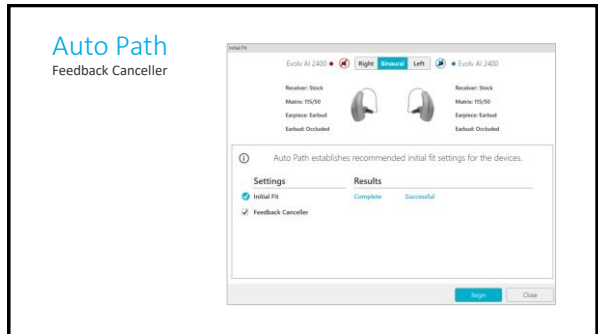 Auto Path
Feedback Canceller
Initial Fit
Evolv AI 2400 Right Binaural Left Evolv AI 2400
Receiver: Stock Receiver: Stock
Matrix: 115/50 Matrix: 115/50
Earpiece: Earbud Earpiece: Earbud
Earbud: Occluded Earbud: Occluded
Auto Path establishes recommended initial fit settings for the devices.
Settings Results
Initial Fit Complete Successful
Feedback Canceller
Begin Close